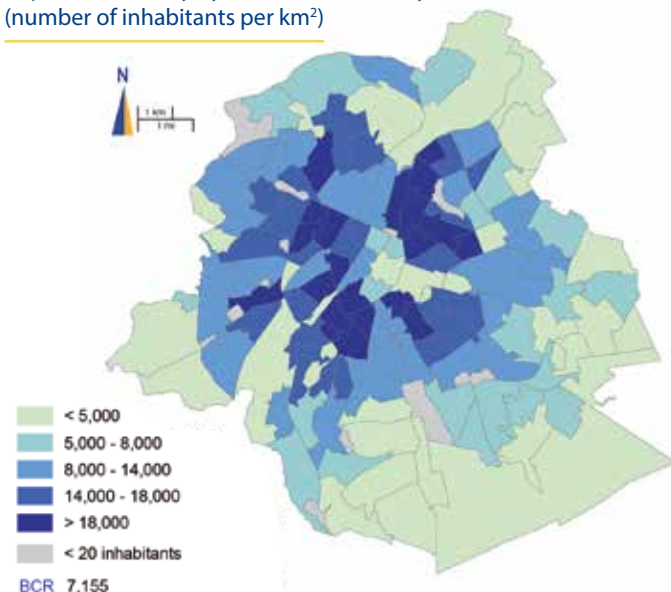 (number of inhabitants per km²)
N
1 km
1 mi
< 5,000
5,000 - 8,000
8,000 - 14,000
14,000 - 18,000
> 18,000
< 20 inhabitants
BCR 7,155